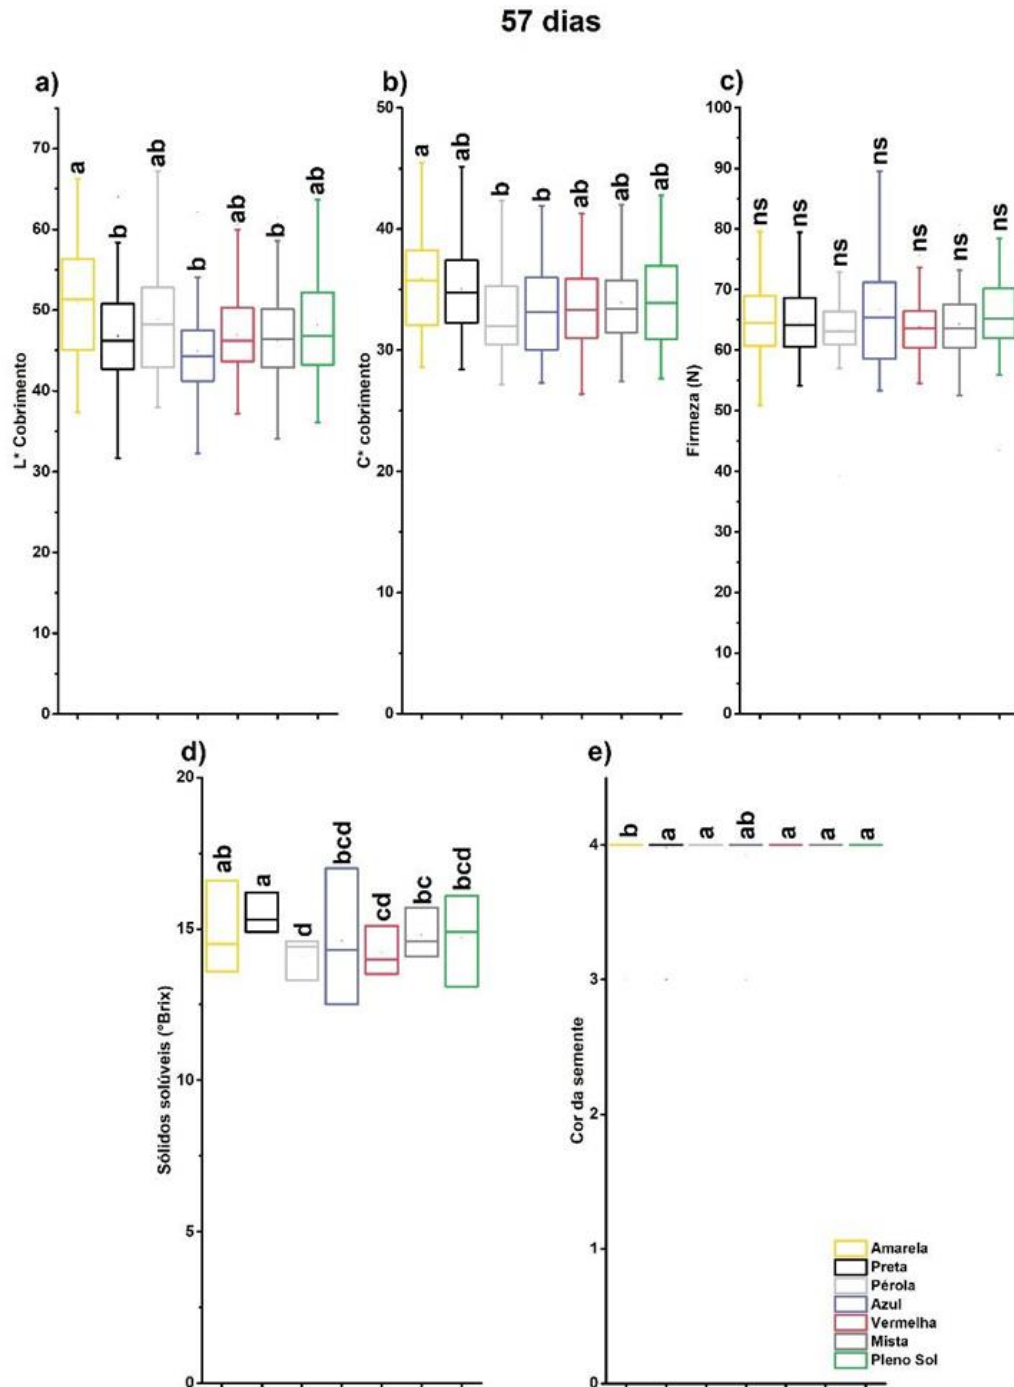 57 dias
a)
70
60
50
40
30
20
10
0
L* Cobrimento
a
b
ab
b
ab
b
ab
b)
50
40
30
20
10
0
C* cobrimento
a
ab
b
b
ab
ab
ab
c)
100
90
80
70
60
50
40
30
20
10
0
Firmeza (N)
ns
ns
ns
ns
ns
ns
ns
d)
20
15
10
5
0
Sólidos solúveis (°Brix)
ab
a
d
bcd
cd
bc
bcd
e)
4
3
2
1
0
Cor da semente
b
a
a
ab
a
a
a
Amarela
Preta
Pérola
Azul
Vermelha
Mista
Pleno Sol